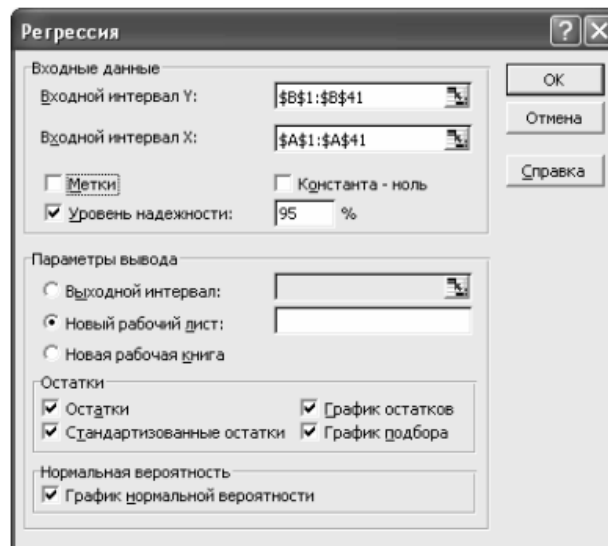 Регрессия
Входные данные
Входной интервал Y: $B$1:$B$41
Входной интервал X: $A$1:$A$41
Метки Константа - ноль
Уровень надежности: 95 %
OK
Отмена
Справка
Параметры вывода
Выходной интервал:
Новый рабочий лист:
Новая рабочая книга
Остатки
Остатки График остатков
Стандартизованные остатки График подбора
Нормальная вероятность
График нормальной вероятности